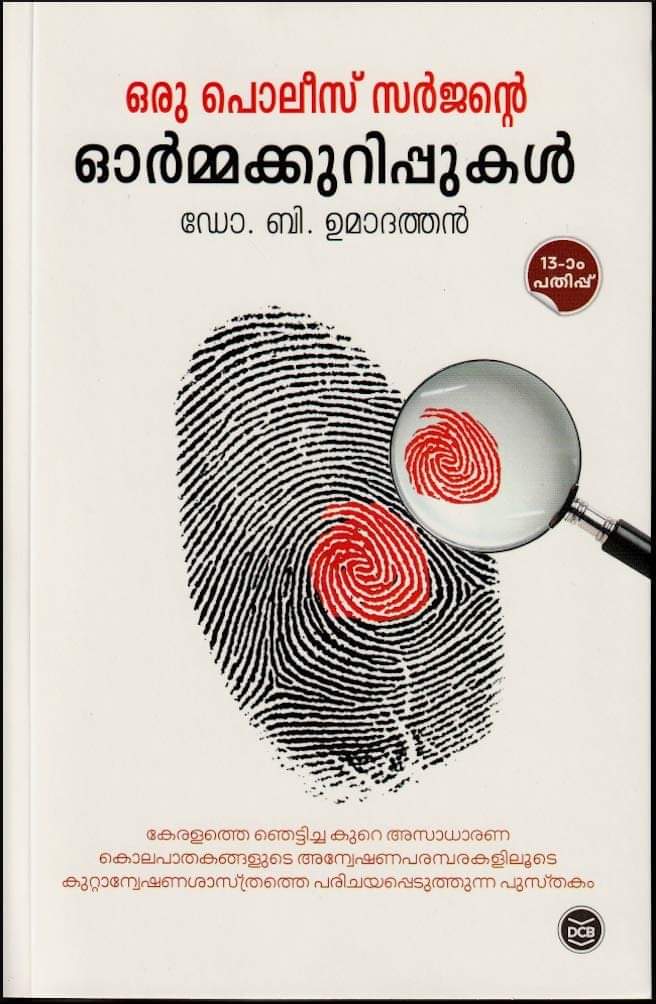 ഒരു പൊലീസ് സർജന്റെ
ഓർമ്മക്കുറിപ്പുകൾ
ഡോ. ബി. ഉമാദത്തൻ
13-ാം
പതിപ്പ്
കേരളത്തെ ഞെട്ടിച്ച കുറെ അസാധാരണ
കൊലപാതകങ്ങളുടെ അന്വേഷണപരമ്പരകളിലൂടെ
കുറ്റാന്വേഷണശാസ്ത്രത്തെ പരിചയപ്പെടുത്തുന്ന പുസ്തകം
DCB